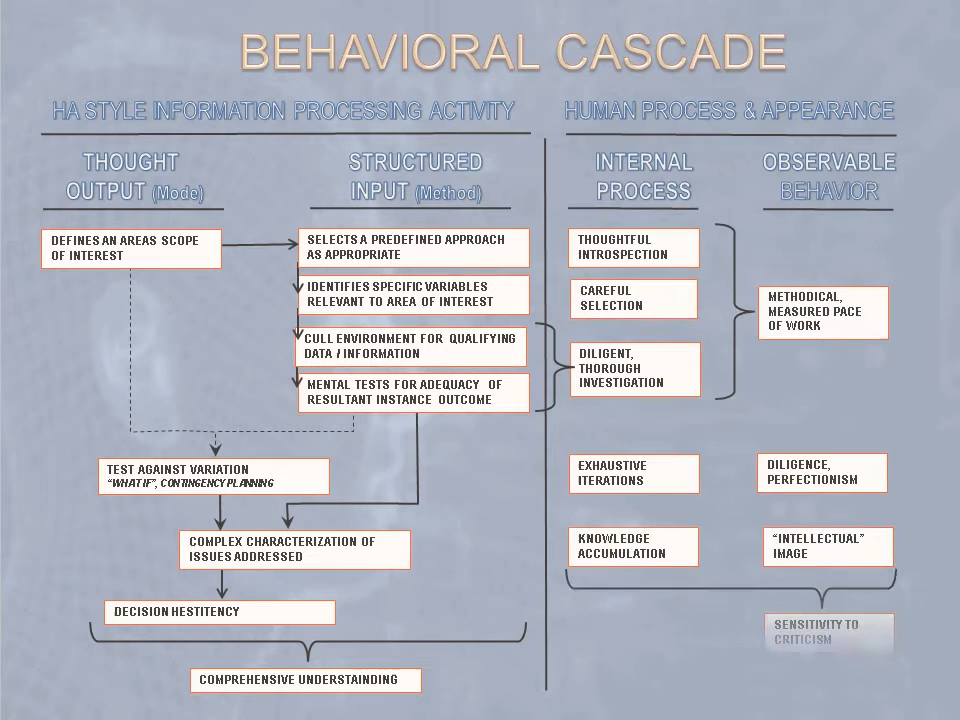 BEHAVIORAL CASCADE
HA STYLE INFORMATION PROCESSING ACTIVITY
HUMAN PROCESS & APPEARANCE
THOUGHT
OUTPUT (Mode)
STRUCTURED
INPUT (Method)
INTERNAL
PROCESS
OBSERVABLE
BEHAVIOR
DEFINES AN AREAS SCOPE
OF INTEREST
SELECTS A PREDEFINED APPROACH
AS APPROPRIATE
IDENTIFIES SPECIFIC VARIABLES
RELEVANT TO AREA OF INTEREST
CULL ENVIRONMENT FOR QUALIFYING
DATA / INFORMATION
MENTAL TESTS FOR ADEQUACY OF
RESULTANT INSTANCE OUTCOME
THOUGHTFUL
INTROSPECTION
CAREFUL
SELECTION
DILIGENT,
THOROUGH
INVESTIGATION
METHODICAL,
MEASURED PACE
OF WORK
TEST AGAINST VARIATION
"WHAT IF", CONTINGENCY PLANNING
COMPLEX CHARACTERIZATION OF
ISSUES ADDRESSED
DECISION HESTITENCY
COMPREHENSIVE UNDERSTAINDING
EXHAUSTIVE
ITERATIONS
DILIGENCE,
PERFECTIONISM
KNOWLEDGE
ACCUMULATION
“INTELLECTUAL”
IMAGE
SENSITIVITY TO
CRITICISM